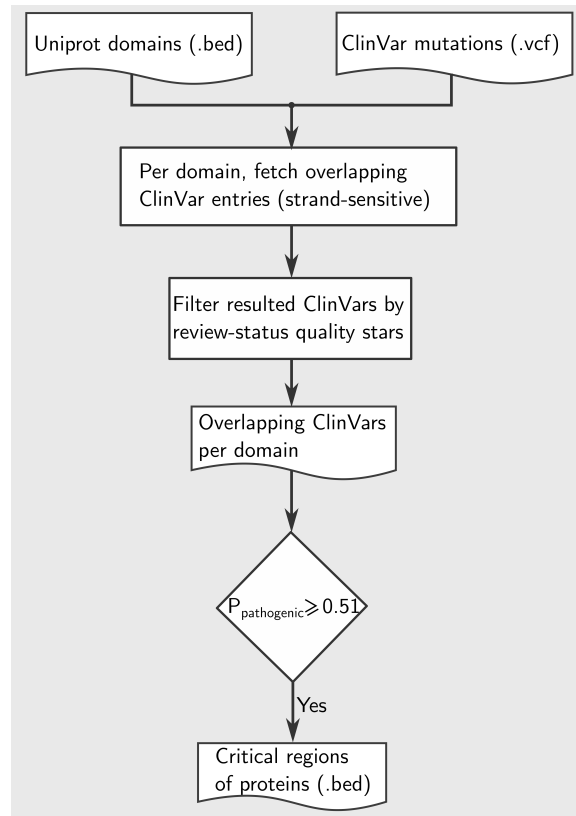 Uniprot domains (.bed)
ClinVar mutations (.vcf)
Per domain, fetch overlapping
ClinVar entries (strand-sensitive)
Filter resulted ClinVars by
review-status quality stars
Overlapping ClinVars
per domain
Ppathogenic⩾0.51
Yes
Critical regions
of proteins (.bed)